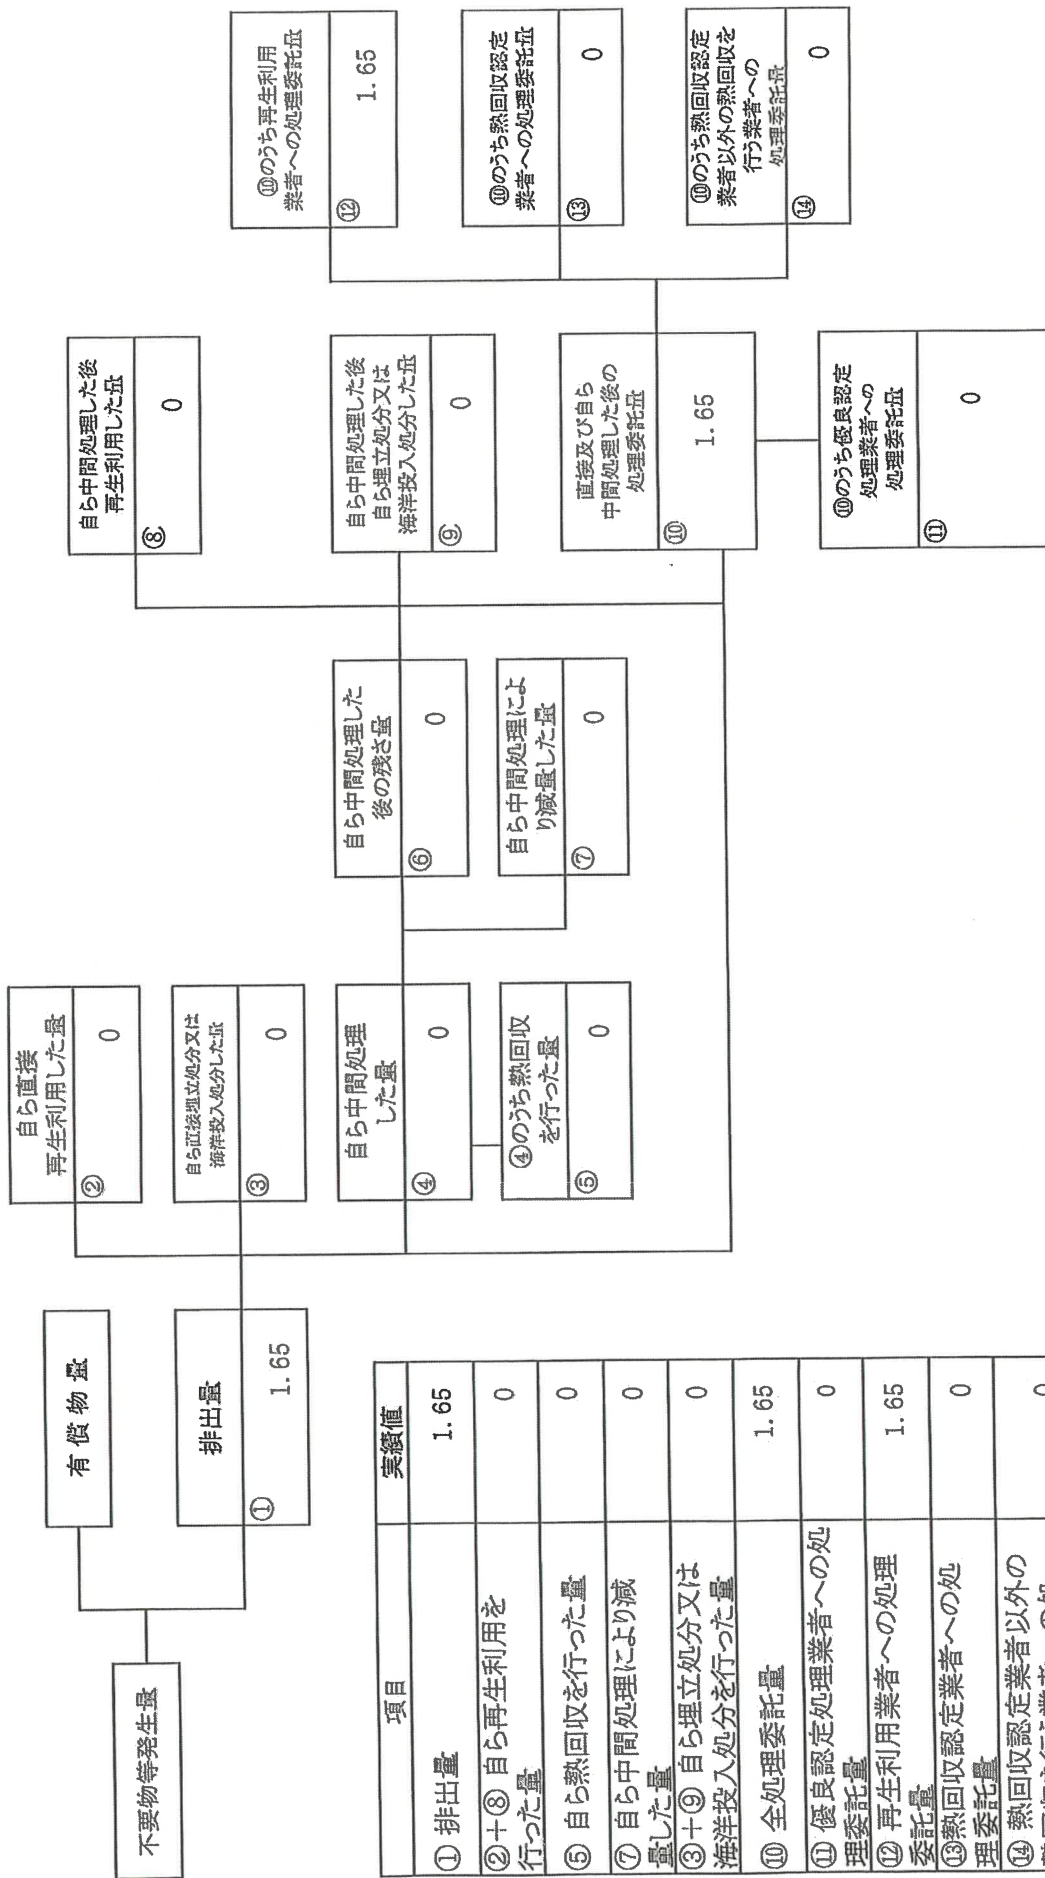 不要物等発生量
有償物量
排出量
① 1.65
自ら直接
再生利用した量
② 0
自ら直接埋立処分又は
海洋投入処分した量
③ 0
自ら中間処理
した量
④ 0
④のうち熱回収
を行った量
⑤ 0
自ら中間処理した
後の残さ量
⑥ 0
自ら中間処理によ
り減量した量
⑦ 0
自ら中間処理した後
再生利用した量
⑧ 0
自ら中間処理した後
自ら埋立処分又は
海洋投入処分した量
⑨ 0
直接及び自ら
中間処理した後の
処理委託量
⑩ 1.65
⑩のうち優良認定
処理業者への
処理委託量
⑪ 0
⑩のうち再生利用
業者への処理委託量
⑫ 1.65
⑩のうち熱回収認定
業者への処理委託量
⑬ 0
⑩のうち熱回収認定
業者以外の熱回収を
行う業者への
処理委託量
⑭ 0
項目 実績値
① 排出量 1.65
②+⑧ 自ら再生利用を
行った量 0
⑤ 自ら熱回収を行った量 0
⑦ 自ら中間処理により減
量した量 0
③+⑨ 自ら埋立処分又は
海洋投入処分を行った量 0
⑩ 全処理委託量 1.65
⑪ 優良認定処理業者への処
理委託量 0
⑫ 再生利用業者への処理
委託量 1.65
⑬熱回収認定業者への処
理委託量 0
⑭ 熱回収認定業者以外の
0